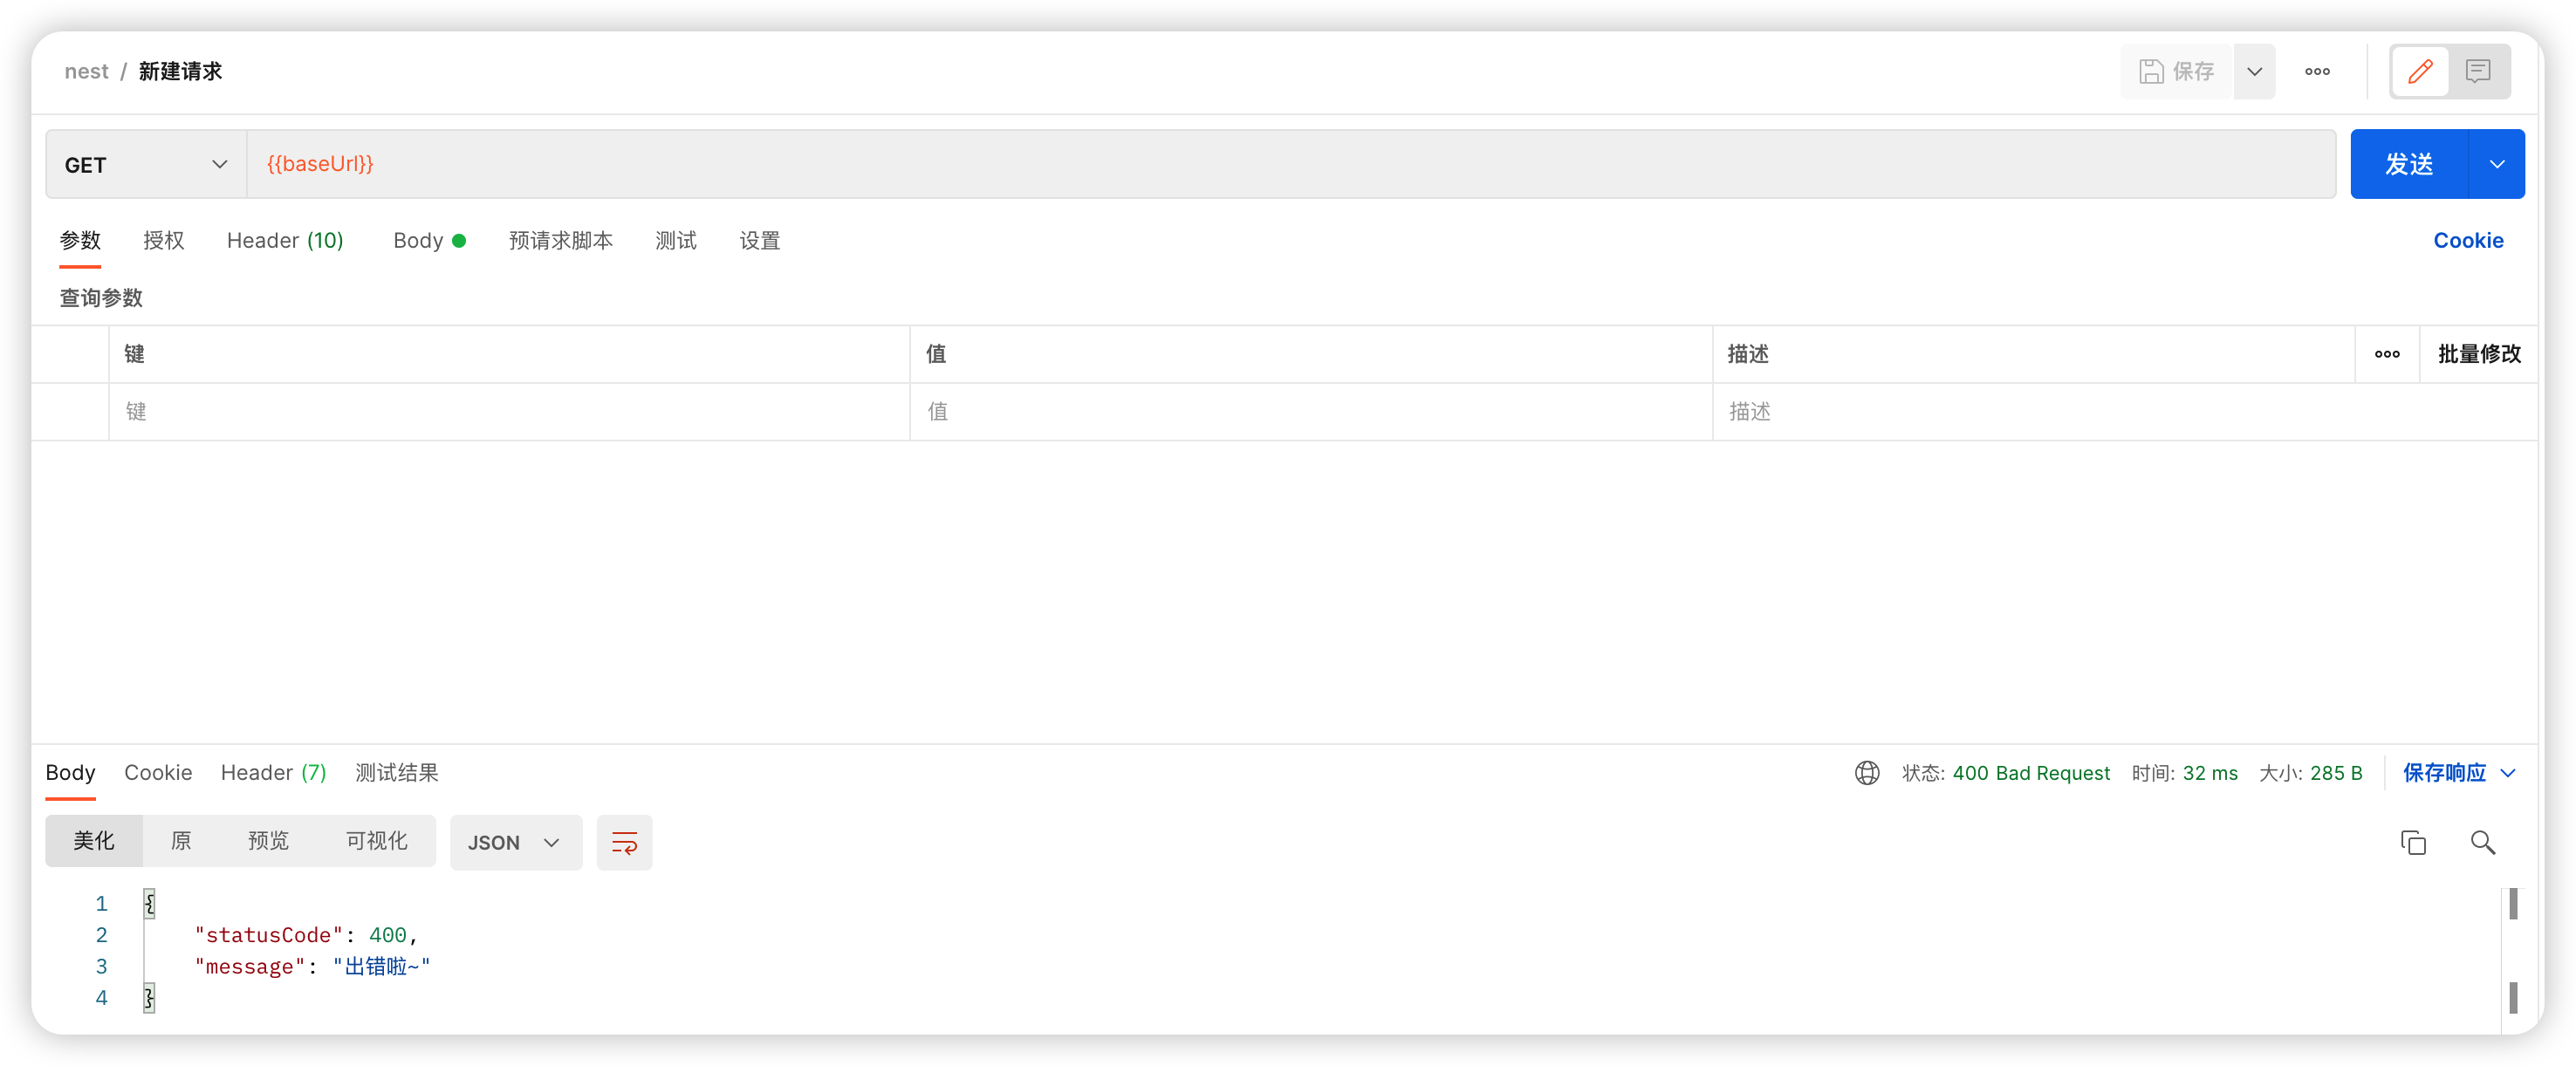 nest / 新建请求
保存
GET
{{baseUrl}}
发送
参数 授权 Header (10) Body 预请求脚本 测试 设置 Cookie
查询参数
键 值 描述 批量修改
键 值 描述
Body Cookie Header (7) 测试结果 状态: 400 Bad Request 时间: 32 ms 大小: 285 B 保存响应
美化 原 预览 可视化 JSON
1 {
2 "statusCode": 400,
3 "message": "出错啦~"
4 }